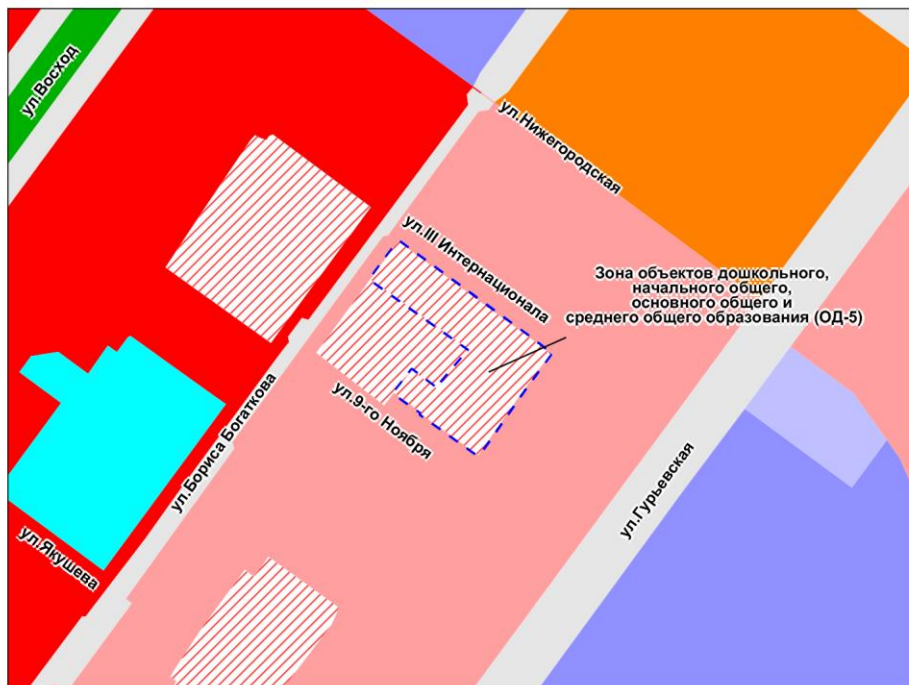 ул.Восход
ул.Нижегородская
ул.III Интернационала
Зона объектов дошкольного,
начального общего,
основного общего и
среднего общего образования (ОД-5)
ул.Бориса Богаткова
ул.9-го Ноября
ул.Гурьевская
ул.Якушева